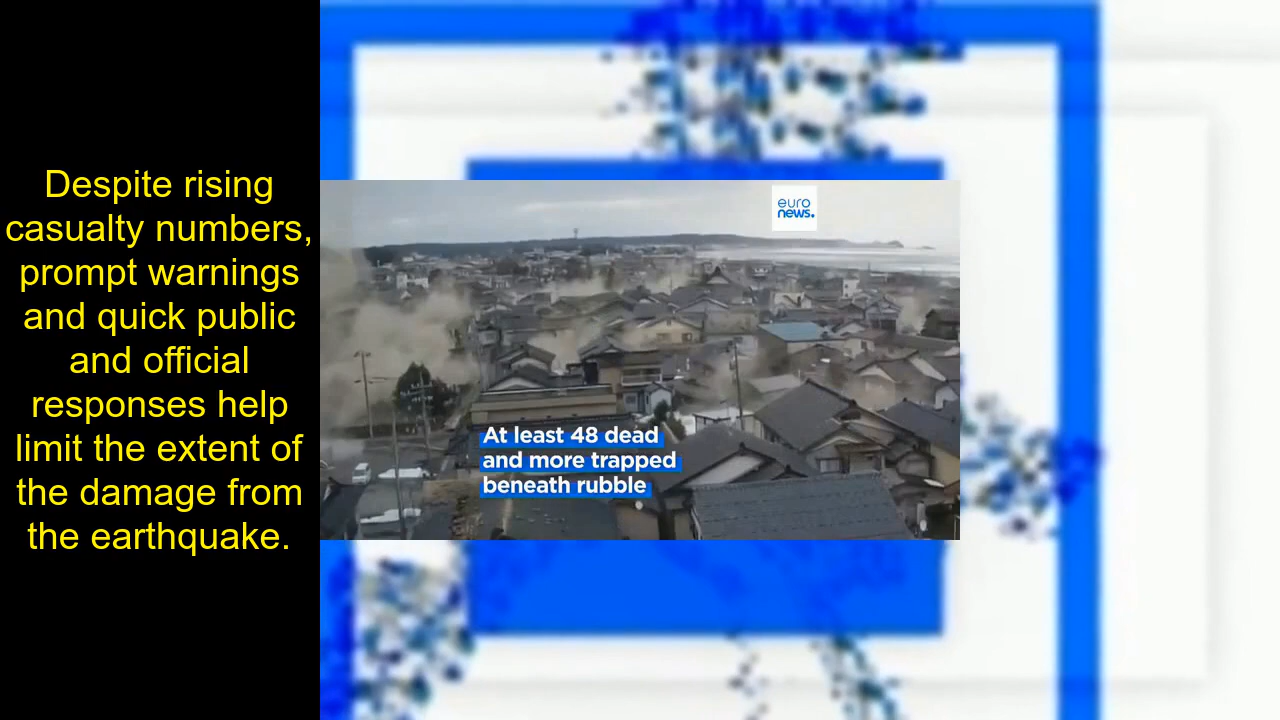 Despite rising
casualty numbers,
prompt warnings
and quick public
and official
responses help
limit the extent of
the damage from
the earthquake.
euro
news.
At least 48 dead
and more trapped
beneath rubble